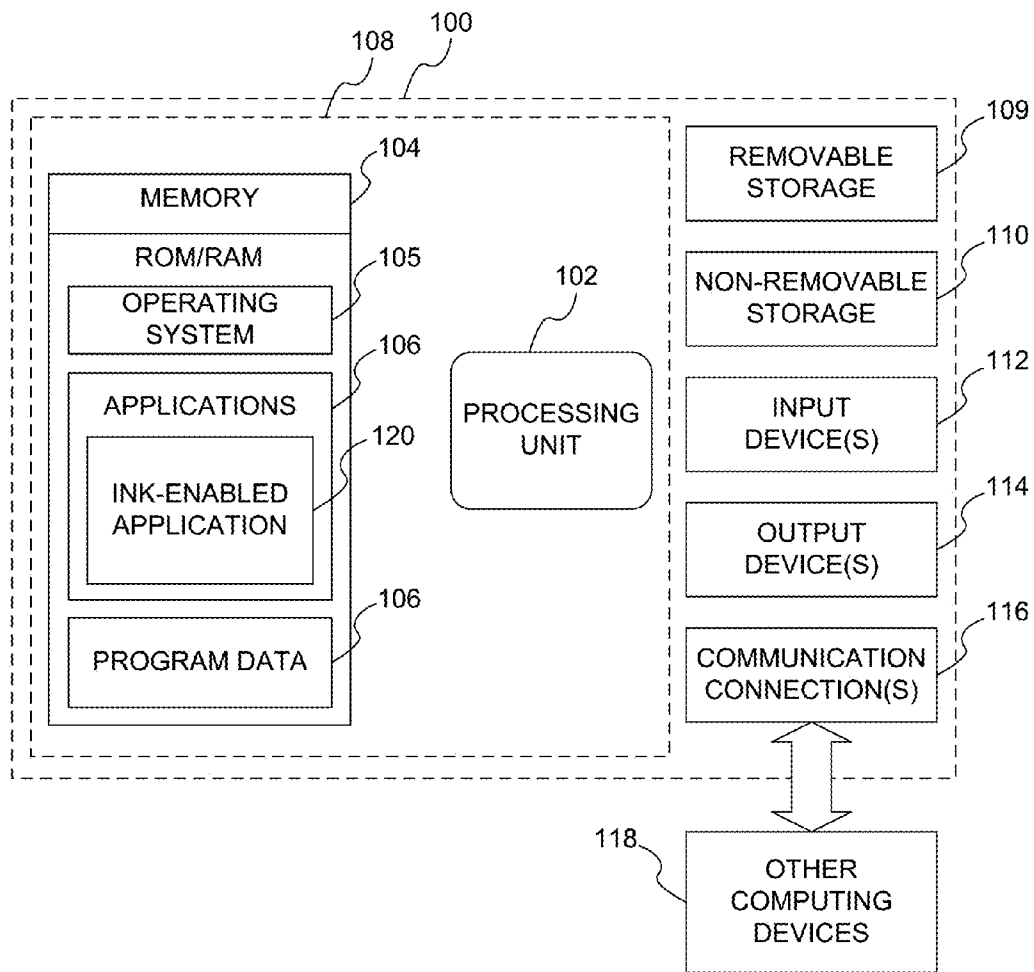 100
108
109
104
REMOVABLE
STORAGE
MEMORY
ROM/RAM
110
105
NON-REMOVABLE
STORAGE
OPERATING
SYSTEM
102
106
112
APPLICATIONS
INPUT
DEVICE(S)
PROCESSING
UNIT
120
INK-ENABLED
APPLICATION
114
OUTPUT
DEVICE(S)
106
116
PROGRAM DATA
COMMUNICATION
CONNECTION(S)
118
OTHER
COMPUTING
DEVICES